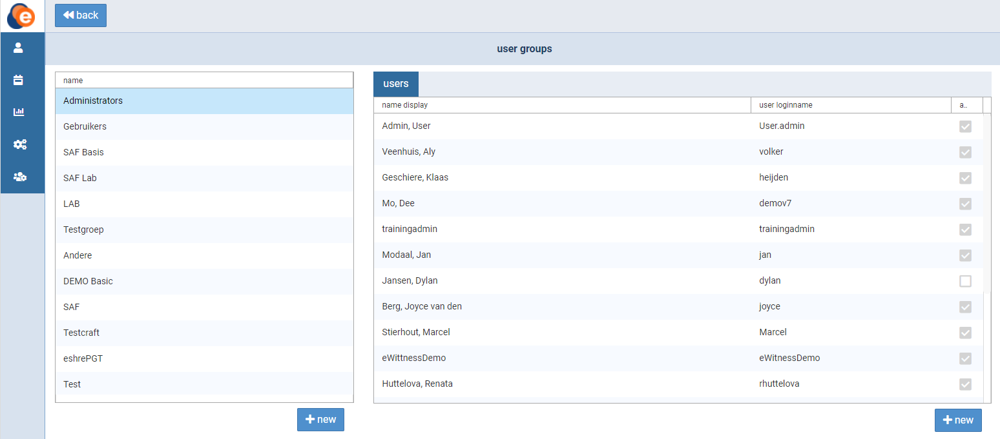 e
back
user groups
name
Administrators
Gebruikers
SAF Basis
SAF Lab
LAB
Testgroep
Andere
DEMO Basic
SAF
Testcraft
eshrePGT
Test
new
users
name display user loginname a..
Admin, User User.admin
Veenhuis, Aly volker
Geschiere, Klaas heijden
Mo, Dee demov7
trainingadmin trainingadmin
Modaal, Jan jan
Jansen, Dylan dylan
Berg, Joyce van den joyce
Stierhout, Marcel Marcel
eWittnessDemo eWitnessDemo
Huttelova, Renata rhuttelova
new